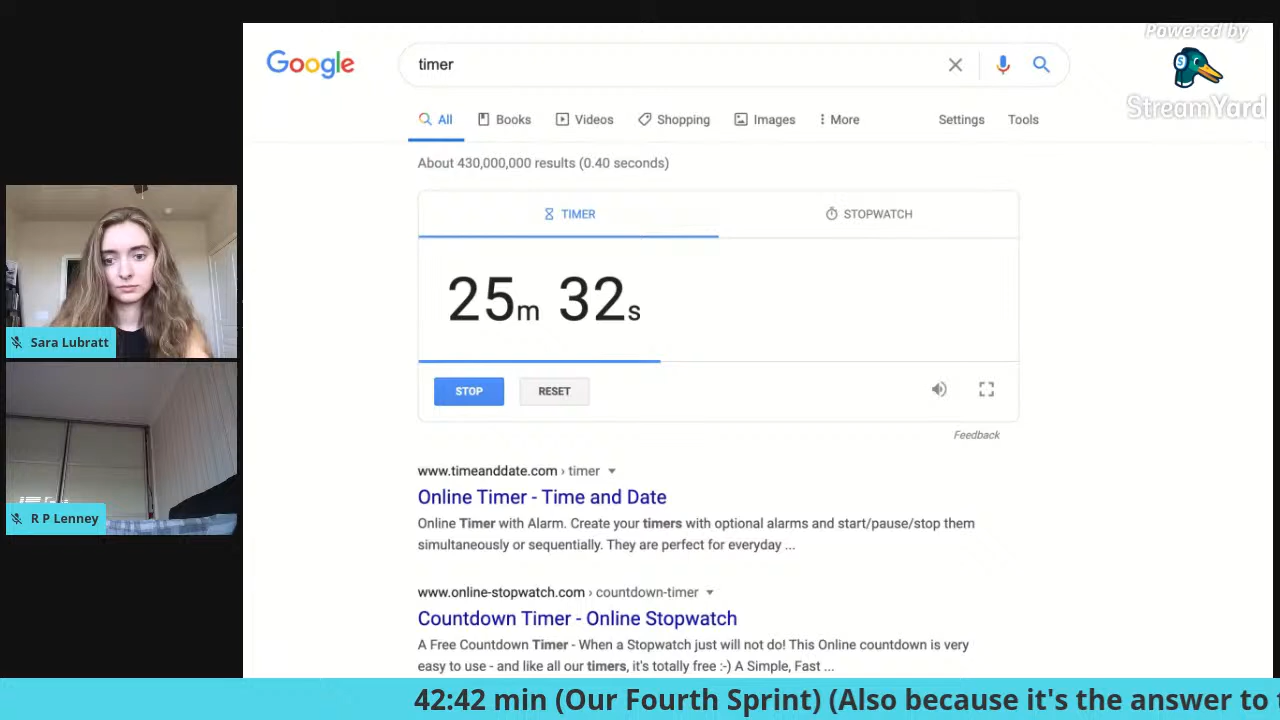 Powered by
StreamYard
Google
timer
All
Books
Videos
Shopping
Images
More
Settings
Tools
About 430,000,000 results (0.40 seconds)
TIMER
STOPWATCH
25m 32s
STOP
RESET
Feedback
www.timeanddate.com › timer
Online Timer - Time and Date
Online Timer with Alarm. Create your timers with optional alarms and start/pause/stop them
simultaneously or sequentially. They are perfect for everyday ...
www.online-stopwatch.com › countdown-timer
Countdown Timer - Online Stopwatch
A Free Countdown Timer - When a Stopwatch just will not do! This Online countdown is very
easy to use - and like all our timers, it's totally free :-) A Simple, Fast ...
Sara Lubratt
R P Lenney
42:42 min (Our Fourth Sprint) (Also because it's the answer to